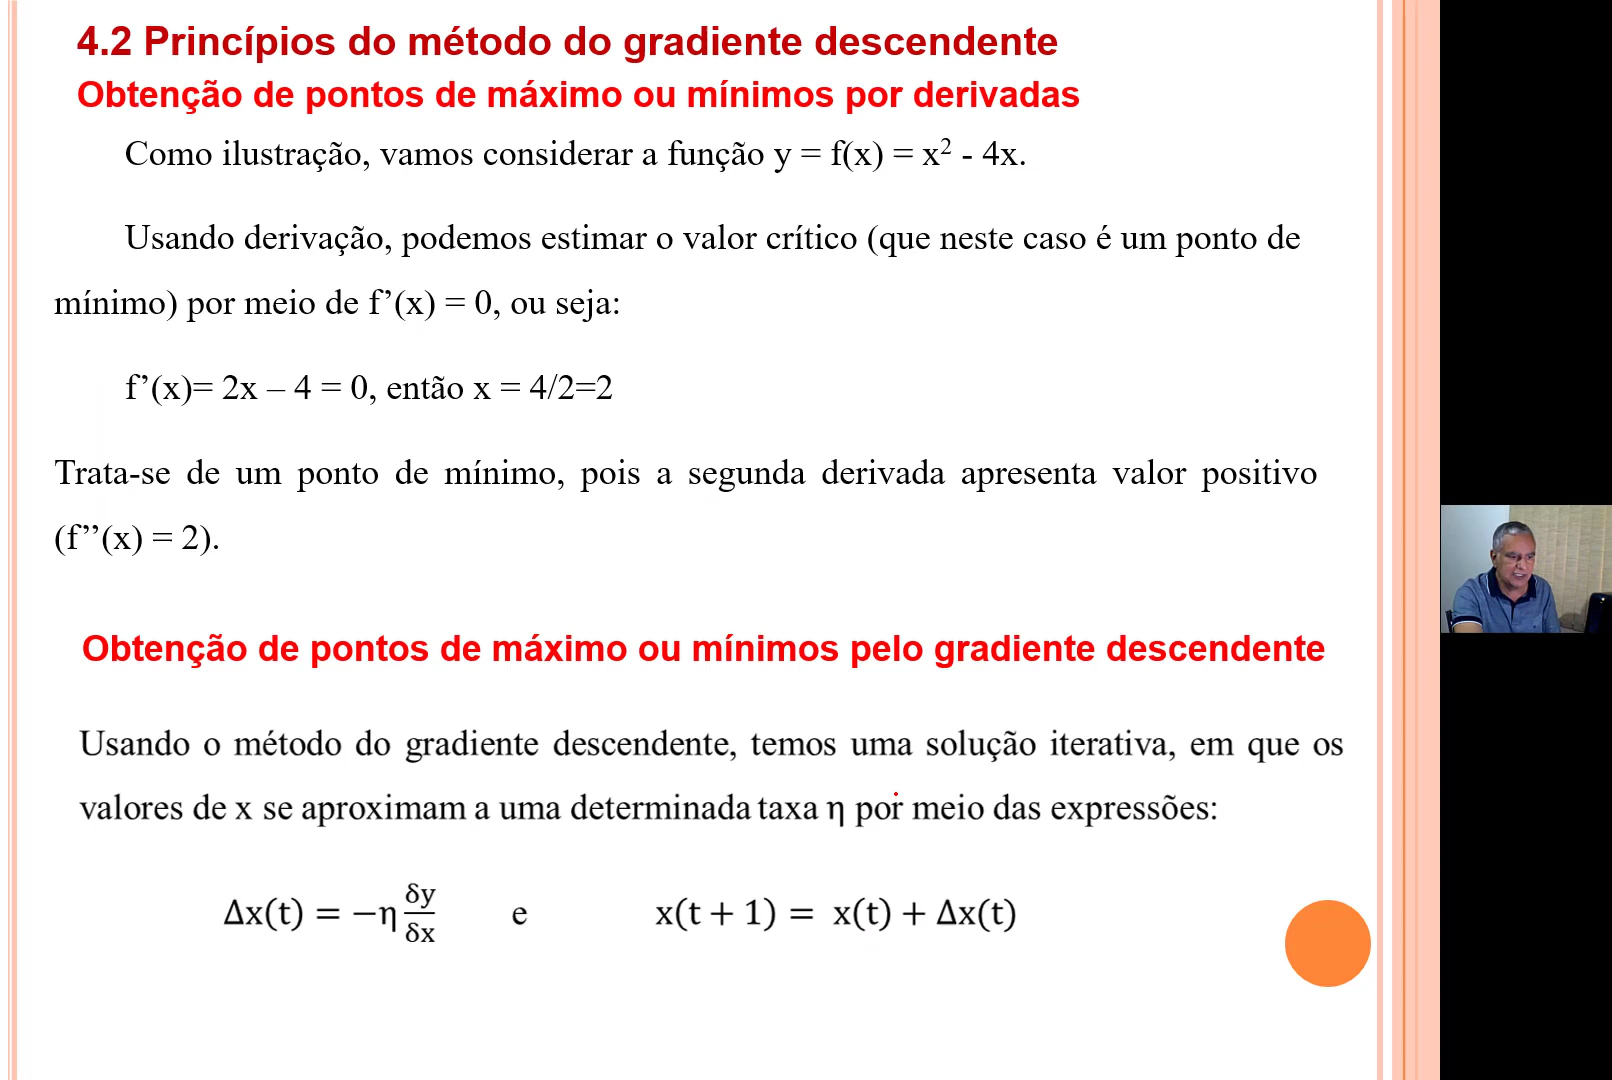 4.2 Princípios do método do gradiente descendente
Obtenção de pontos de máximo ou mínimos por derivadas
Como ilustração, vamos considerar a função y = f(x) = x² - 4x.
Usando derivação, podemos estimar o valor crítico (que neste caso é um ponto de
mínimo) por meio de f’(x) = 0, ou seja:
f’(x)= 2x – 4 = 0, então x = 4/2=2
Trata-se de um ponto de mínimo, pois a segunda derivada apresenta valor positivo
(f’’(x) = 2).
Obtenção de pontos de máximo ou mínimos pelo gradiente descendente
Usando o método do gradiente descendente, temos uma solução iterativa, em que os
valores de x se aproximam a uma determinada taxa η por meio das expressões:
Δx(t) = −η δy/δx e x(t + 1) = x(t) + Δx(t)